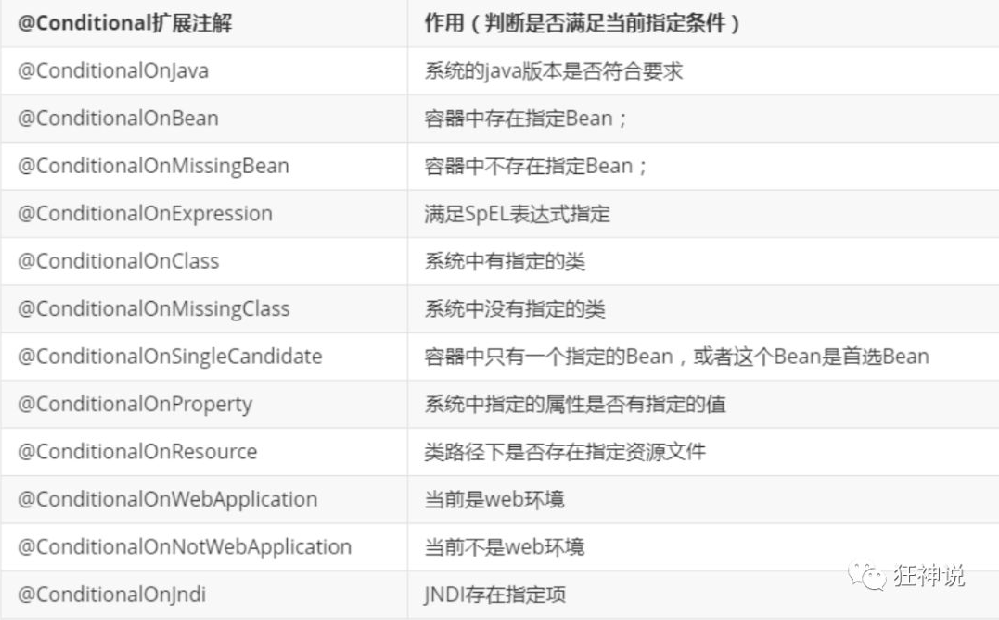 @Conditional扩展注解 作用（判断是否满足当前指定条件）
@ConditionalOnJava 系统的java版本是否符合要求
@ConditionalOnBean 容器中存在指定Bean；
@ConditionalOnMissingBean 容器中不存在指定Bean；
@ConditionalOnExpression 满足SpEL表达式指定
@ConditionalOnClass 系统中有指定的类
@ConditionalOnMissingClass 系统中没有指定的类
@ConditionalOnSingleCandidate 容器中只有一个指定的Bean，或者这个Bean是首选Bean
@ConditionalOnProperty 系统中指定的属性是否有指定的值
@ConditionalOnResource 类路径下是否存在指定资源文件
@ConditionalOnWebApplication 当前是web环境
@ConditionalOnNotWebApplication 当前不是web环境
@ConditionalOnJndi JNDI存在指定项
狂神说